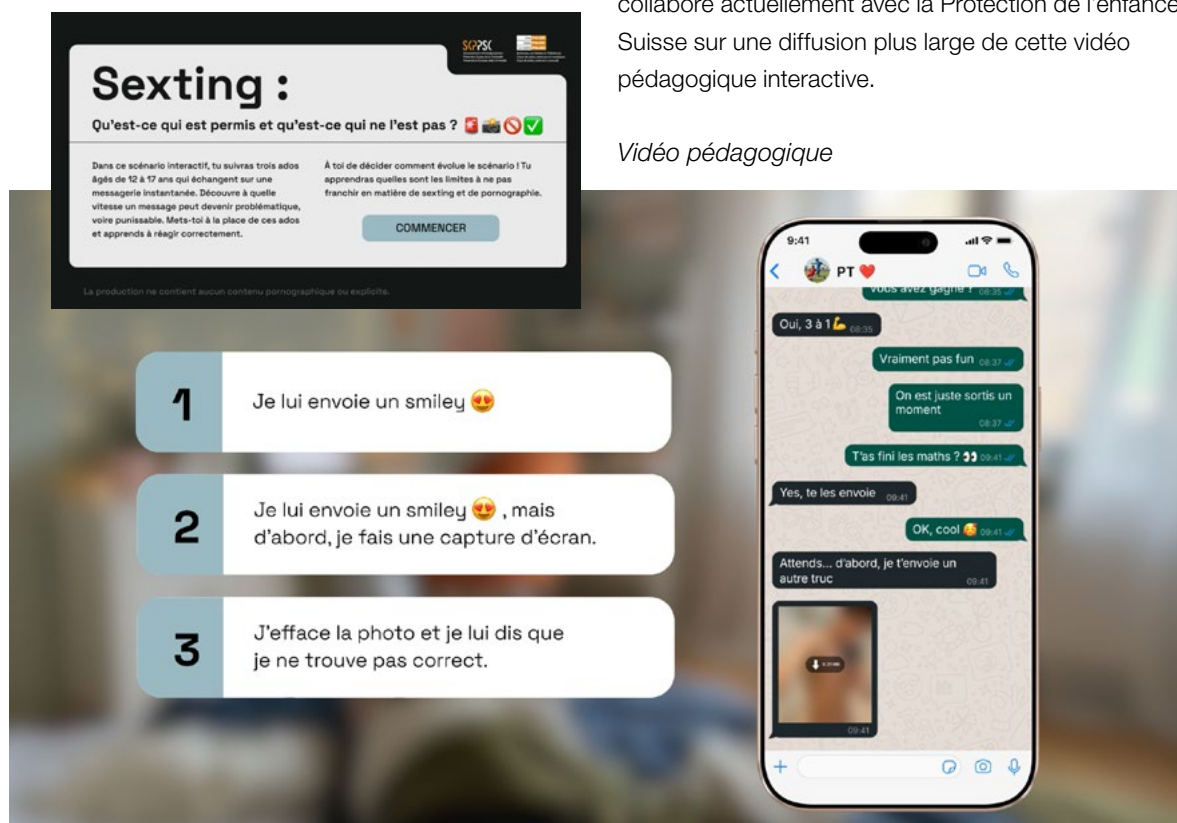 collabore actuellement avec la Protection de l'enfance
Suisse sur une diffusion plus large de cette vidéo
pédagogique interactive.
Vidéo pédagogique
Sexting :
Qu'est-ce qui est permis et qu'est-ce qui ne l'est pas ? 🚨📸🚫✅
Dans ce scénario interactif, tu suivras trois ados
âgés de 12 à 17 ans qui échangent sur une
messagerie instantanée. Découvre à quelle
vitesse un message peut devenir problématique,
voire punissable. Mets-toi à la place de ces ados
et apprends à réagir correctement.
À toi de décider comment évolue le scénario ! Tu
apprendras quelles sont les limites à ne pas
franchir en matière de sexting et de pornographie.
COMMENCER
La production ne contient aucun contenu pornographique ou explicite.
1
Je lui envoie un smiley 😍
2
Je lui envoie un smiley 😍 , mais
d'abord, je fais une capture d'écran.
3
J'efface la photo et je lui dis que
je ne trouve pas correct.
9:41
PT ❤️
Vous avez gagné ? 08:35
Oui, 3 à 1💪 08:35
Vraiment pas fun 08:37
On est juste sortis un
moment
08:37
T'as fini les maths ? 👀 09:41
Yes, te les envoie 09:41
OK, cool 🥰 09:41
Attends... d'abord, je t'envoie un
autre truc 09:41
09:41